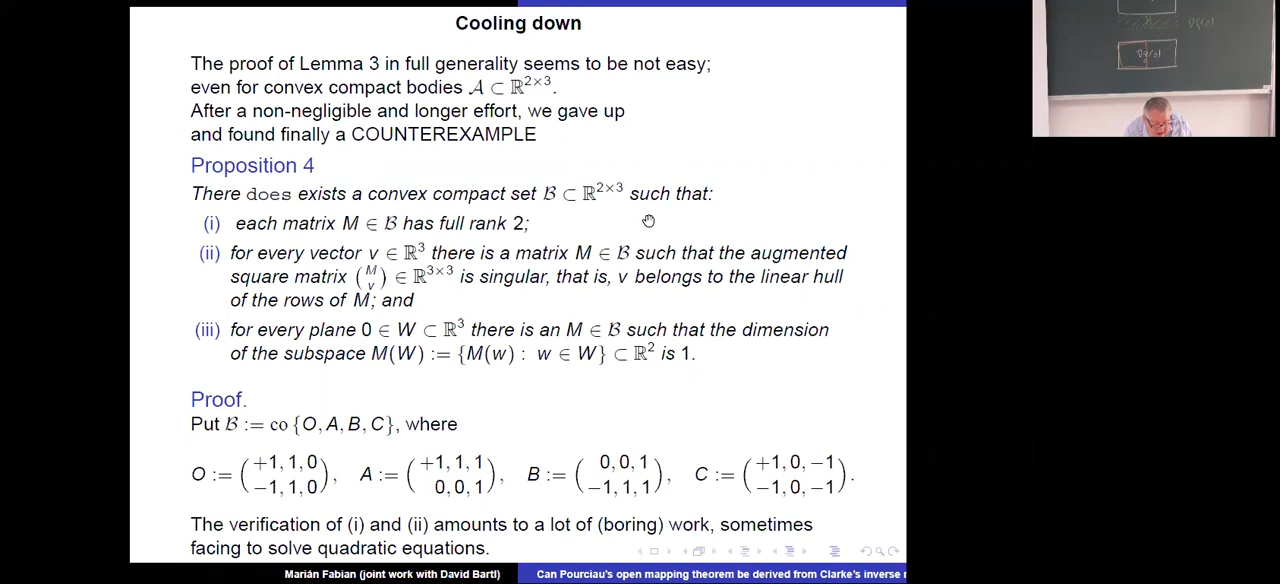 Cooling down
The proof of Lemma 3 in full generality seems to be not easy;
even for convex compact bodies 𝒜 ⊂ ℝ²ˣ³.
After a non-negligible and longer effort, we gave up
and found finally a COUNTEREXAMPLE
Proposition 4
There does exists a convex compact set ℬ ⊂ ℝ²ˣ³ such that:
(i) each matrix M ∈ ℬ has full rank 2;
(ii) for every vector v ∈ ℝ³ there is a matrix M ∈ ℬ such that the augmented
square matrix (M v) ∈ ℝ³ˣ³ is singular, that is, v belongs to the linear hull
of the rows of M; and
(iii) for every plane 0 ∈ W ⊂ ℝ³ there is an M ∈ ℬ such that the dimension
of the subspace M(W) := {M(w) : w ∈ W} ⊂ ℝ² is 1.
Proof.
Put ℬ := co {O, A, B, C}, where
O := (+1, 1, 0 / −1, 1, 0), A := (+1, 1, 1 / 0, 0, 1), B := (0, 0, 1 / −1, 1, 1), C := (+1, 0, −1 / −1, 0, −1).
The verification of (i) and (ii) amounts to a lot of (boring) work, sometimes
facing to solve quadratic equations.
Marián Fabian (joint work with David Bartl) Can Pourciau's open mapping theorem be derived from Clarke's inverse